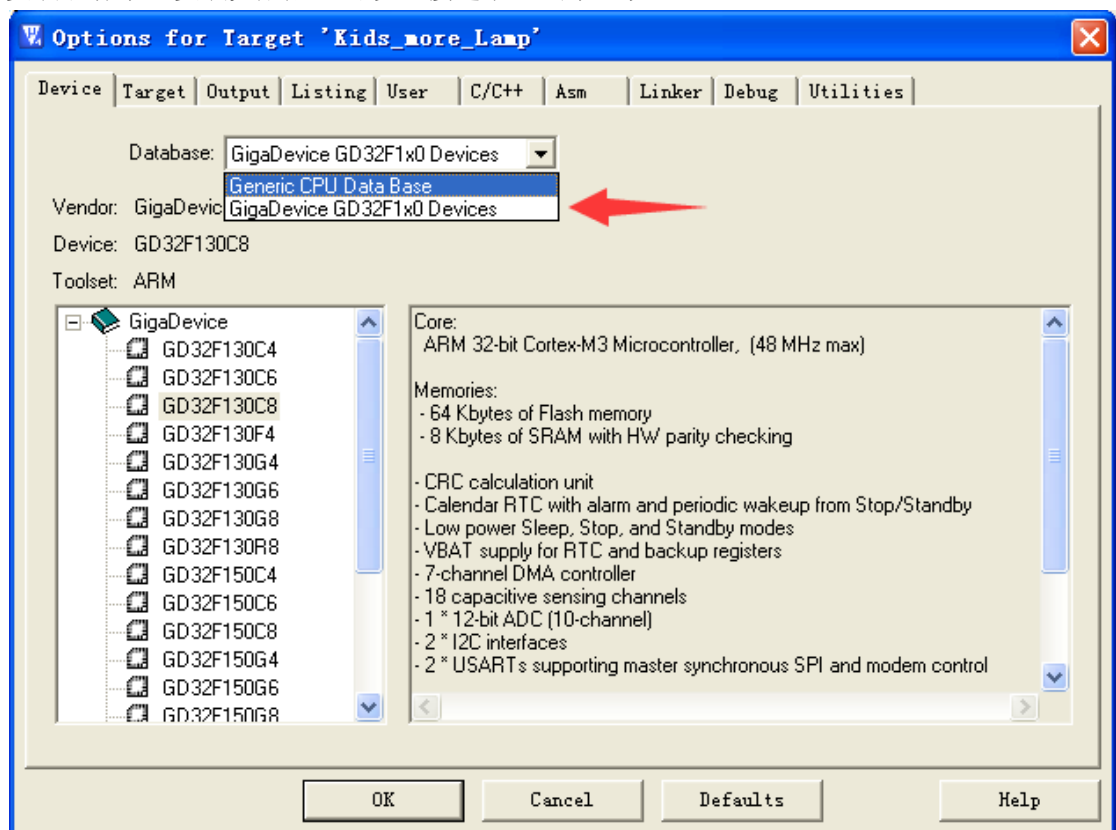 Options for Target 'Kids_more_Lamp'
Device Target Output Listing User C/C++ Asm Linker Debug Utilities
Database: GigaDevice GD32F1x0 Devices
Generic CPU Data Base
GigaDevice GD32F1x0 Devices
Vendor: GigaDevic
Device: GD32F130C8
Toolset: ARM
GigaDevice
GD32F130C4
GD32F130C6
GD32F130C8
GD32F130F4
GD32F130G4
GD32F130G6
GD32F130G8
GD32F130R8
GD32F150C4
GD32F150C6
GD32F150C8
GD32F150G4
GD32F150G6
GD32F150G8
Core:
ARM 32-bit Cortex-M3 Microcontroller, (48 MHz max)
Memories:
- 64 Kbytes of Flash memory
- 8 Kbytes of SRAM with HW parity checking
- CRC calculation unit
- Calendar RTC with alarm and periodic wakeup from Stop/Standby
- Low power Sleep, Stop, and Standby modes
- VBAT supply for RTC and backup registers
- 7-channel DMA controller
- 18 capacitive sensing channels
- 1 * 12-bit ADC (10-channel)
- 2 * I2C interfaces
- 2 * USARTs supporting master synchronous SPI and modem control
OK Cancel Defaults Help